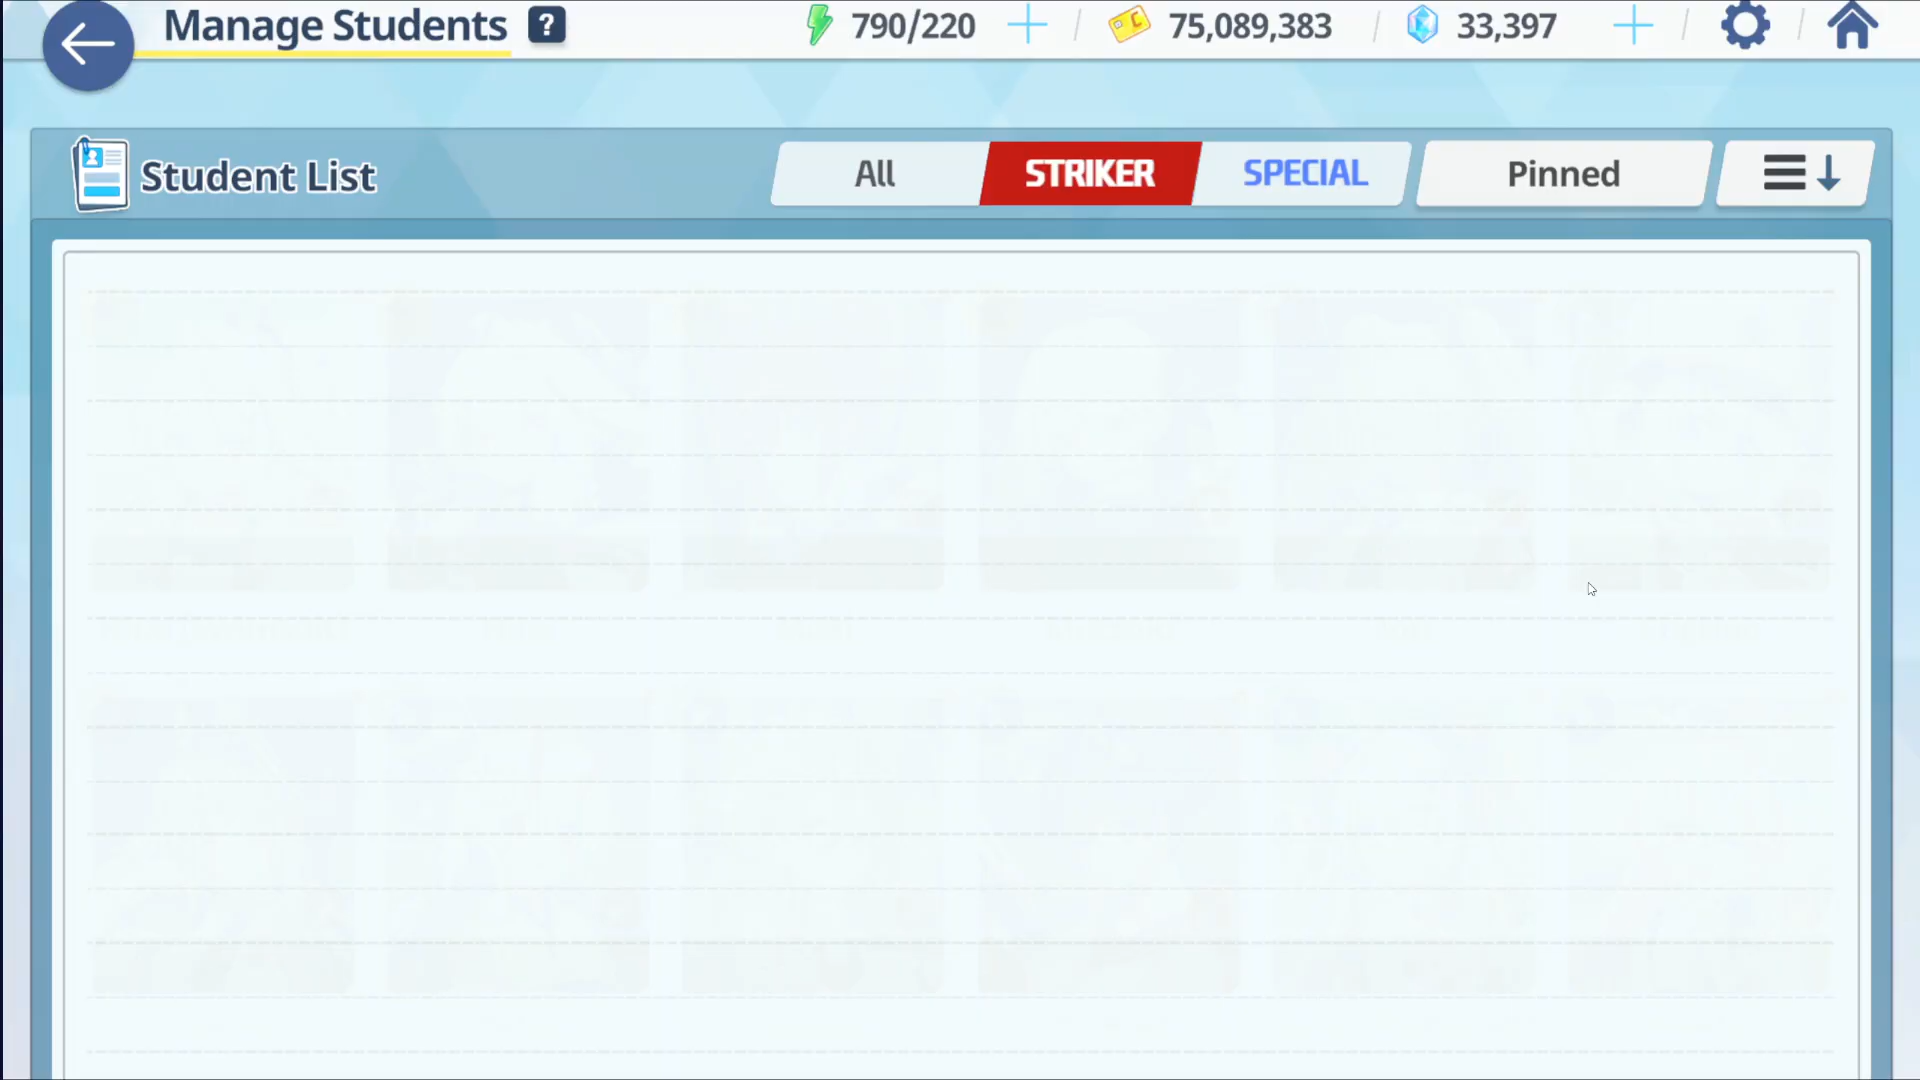 Manage Students ? 790/220 75,089,383 33,397
Student List All STRIKER SPECIAL Pinned